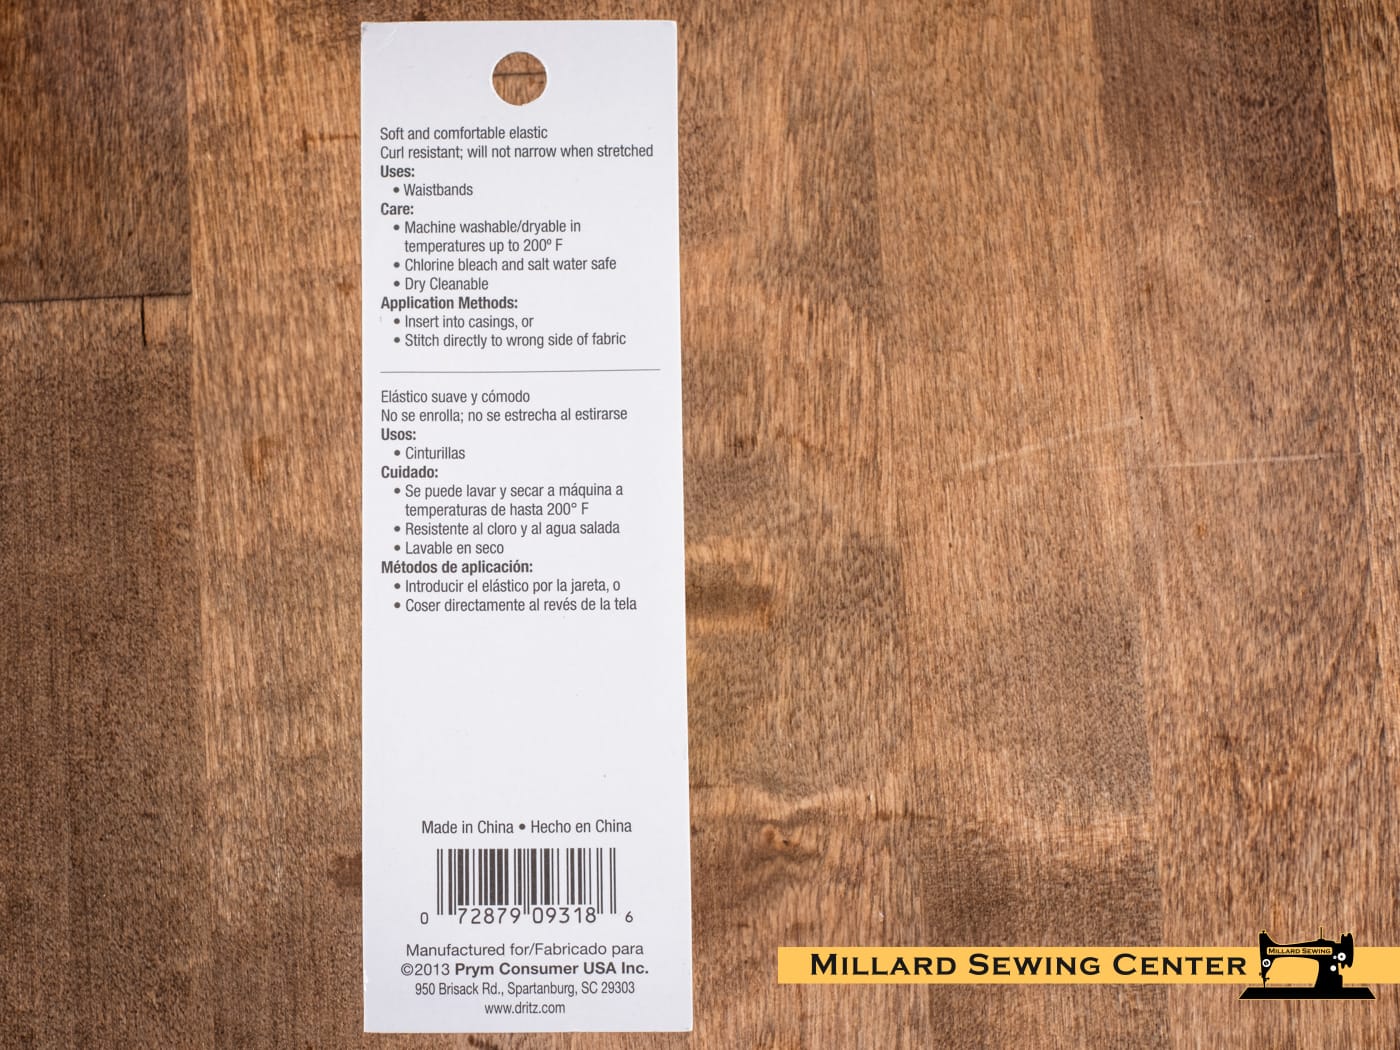 Soft and comfortable elastic
Curl resistant; will not narrow when stretched
Uses:
• Waistbands
Care:
• Machine washable/dryable in
temperatures up to 200º F
• Chlorine bleach and salt water safe
• Dry Cleanable
Application Methods:
• Insert into casings, or
• Stitch directly to wrong side of fabric
Elástico suave y cómodo
No se enrolla; no se estrecha al estirarse
Usos:
• Cinturillas
Cuidado:
• Se puede lavar y secar a máquina a
temperaturas de hasta 200° F
• Resistente al cloro y al agua salada
• Lavable en seco
Métodos de aplicación:
• Introducir el elástico por la jareta, o
• Coser directamente al revés de la tela
Made in China • Hecho en China
0 72879 09318 6
Manufactured for/Fabricado para
©2013 Prym Consumer USA Inc.
950 Brisack Rd., Spartanburg, SC 29303
www.dritz.com
Millard Sewing Center
Millard Sewing